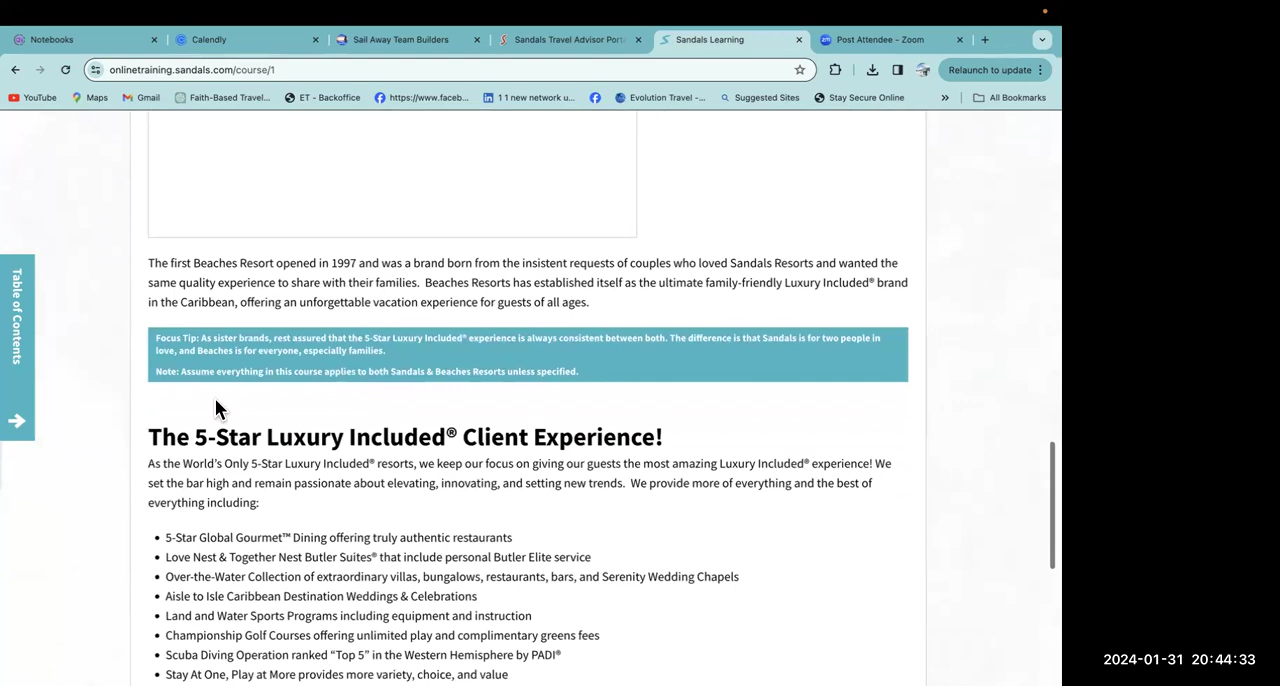 Notebooks
Calendly
Sail Away Team Builders
Sandals Travel Advisor Port
Sandals Learning
Post Attendee - Zoom
onlinetraining.sandals.com/course/1
Relaunch to update
YouTube
Maps
Gmail
Faith-Based Travel...
ET - Backoffice
https://www.faceb...
1 1 new network u...
Evolution Travel -...
Suggested Sites
Stay Secure Online
»
All Bookmarks
Table of Contents
The first Beaches Resort opened in 1997 and was a brand born from the insistent requests of couples who loved Sandals Resorts and wanted the
same quality experience to share with their families. Beaches Resorts has established itself as the ultimate family-friendly Luxury Included® brand
in the Caribbean, offering an unforgettable vacation experience for guests of all ages.
Focus Tip: As sister brands, rest assured that the 5-Star Luxury Included® experience is always consistent between both. The difference is that Sandals is for two people in
love, and Beaches is for everyone, especially families.
Note: Assume everything in this course applies to both Sandals & Beaches Resorts unless specified.
The 5-Star Luxury Included® Client Experience!
As the World's Only 5-Star Luxury Included® resorts, we keep our focus on giving our guests the most amazing Luxury Included® experience! We
set the bar high and remain passionate about elevating, innovating, and setting new trends. We provide more of everything and the best of
everything including:
• 5-Star Global Gourmet™ Dining offering truly authentic restaurants
• Love Nest & Together Nest Butler Suites® that include personal Butler Elite service
• Over-the-Water Collection of extraordinary villas, bungalows, restaurants, bars, and Serenity Wedding Chapels
• Aisle to Isle Caribbean Destination Weddings & Celebrations
• Land and Water Sports Programs including equipment and instruction
• Championship Golf Courses offering unlimited play and complimentary greens fees
• Scuba Diving Operation ranked “Top 5” in the Western Hemisphere by PADI®
• Stay At One, Play at More provides more variety, choice, and value
2024-01-31 20:44:33